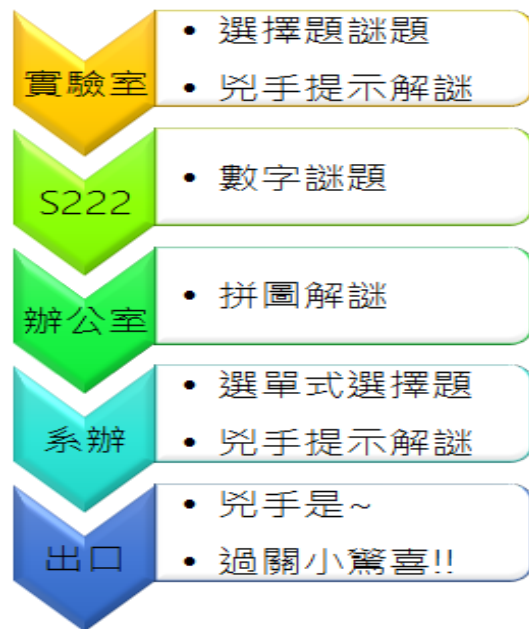 實驗室
• 選擇題謎題
• 兇手提示解謎
S222
• 數字謎題
辦公室
• 拼圖解謎
系辦
• 選單式選擇題
• 兇手提示解謎
出口
• 兇手是~
• 過關小驚喜!!